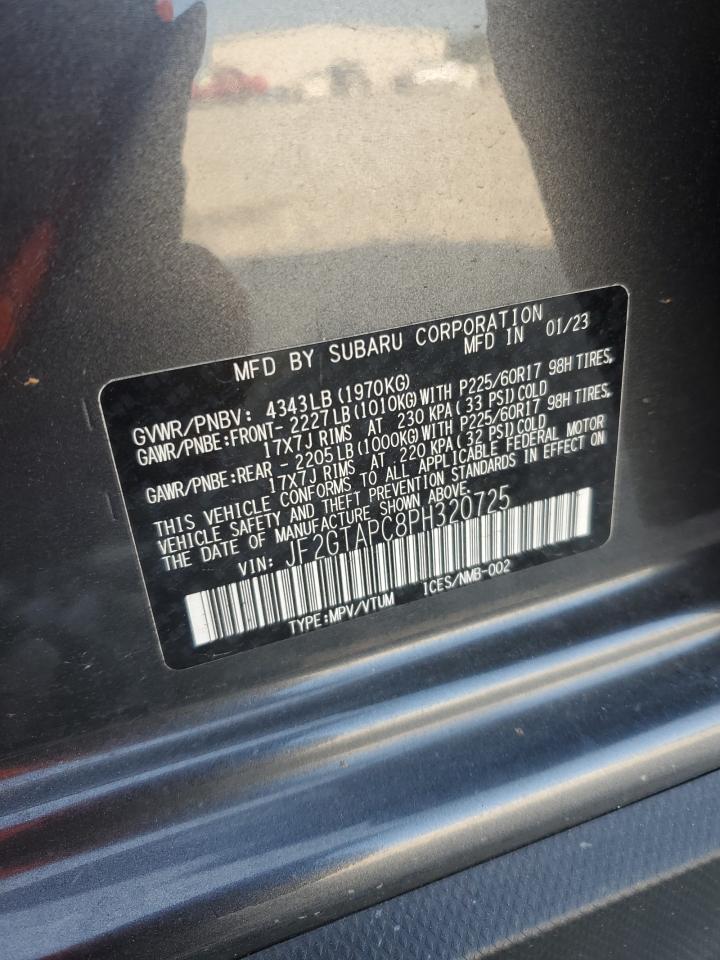 MFD BY SUBARU CORPORATION
MFD IN 01/23
GVWR/PNBV: 4343LB(1970KG)
GAWR/PNBE:FRONT- 2227LB(1010KG)WITH P225/60R17 98H TIRES,
17X7J RIMS AT 230 KPA(33 PSI)COLD
GAWR/PNBE:REAR - 2205LB(1000KG)WITH P225/60R17 98H TIRES,
17X7J RIMS AT 220 KPA(32 PSI)COLD
THIS VEHICLE CONFORMS TO ALL APPLICABLE FEDERAL MOTOR
VEHICLE SAFETY AND THEFT PREVENTION STANDARDS IN EFFECT ON
THE DATE OF MANUFACTURE SHOWN ABOVE.
VIN: JF2GTAPC8PH320725
TYPE:MPV/VTUM ICES/NMB-002